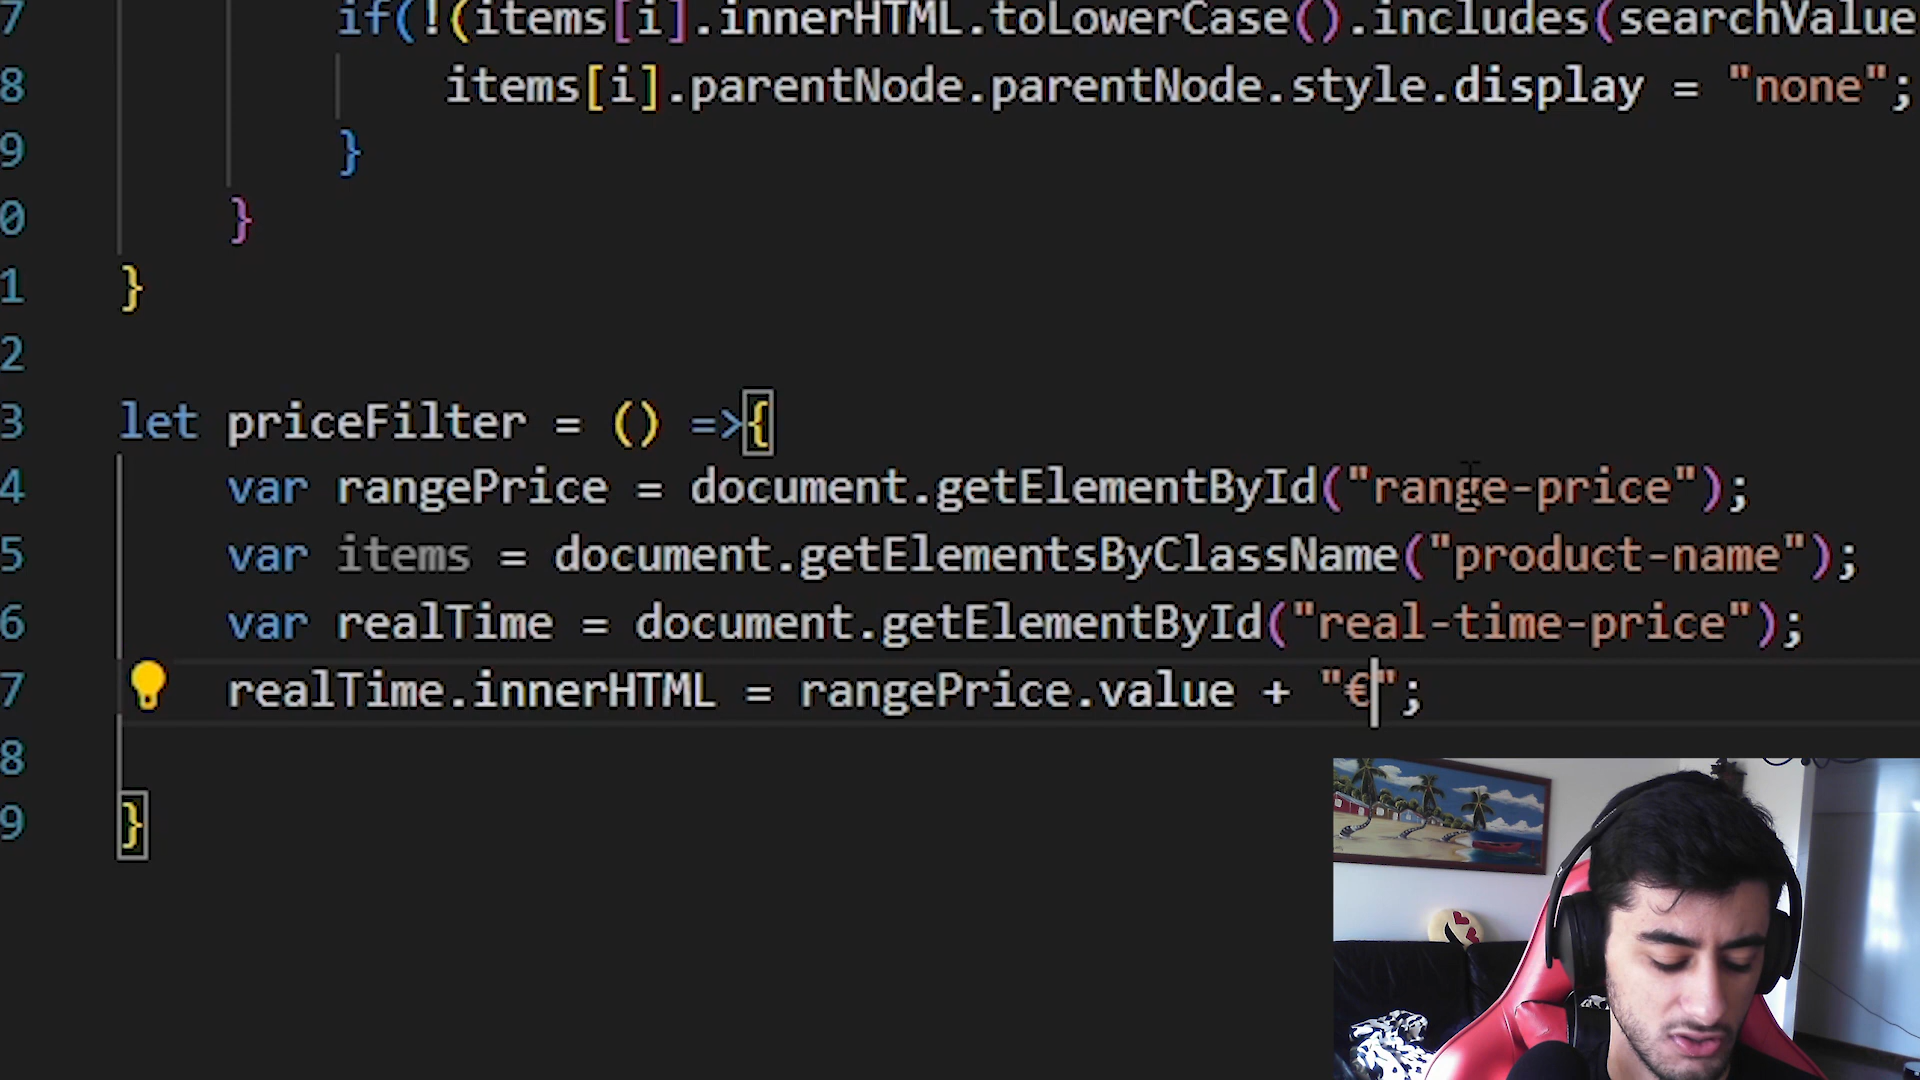 7 if(!(items[i].innerHTML.toLowerCase().includes(searchValue
8 items[i].parentNode.parentNode.style.display = "none";
9 }
0 }
1 }
2
3 let priceFilter = () =>{
4 var rangePrice = document.getElementById("range-price");
5 var items = document.getElementsByClassName("product-name");
6 var realTime = document.getElementById("real-time-price");
7 realTime.innerHTML = rangePrice.value + "€";
8
9 }